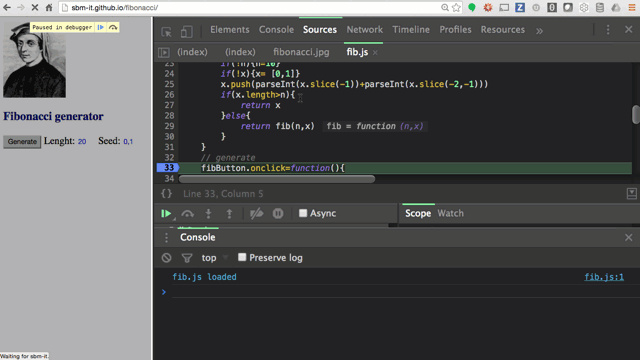 sbm-it.github.io/fibonacci/
Paused in debugger
Fibonacci generator
Generate Lenght: 20 Seed: 0,1
Waiting for sbm-it.
Elements Console Sources Network Timeline Profiles Resources »
(index) (index) fibonacci.jpg fib.js ×
23 if(!n){n=10}
24 if(!x){x= [0,1]}
25 x.push(parseInt(x.slice(-1))+parseInt(x.slice(-2,-1)))
26 if(x.length>n){
27 return x
28 }else{
29 return fib(n,x) fib = function(n,x)
30 }
31 }
32 // generate
33 fibButton.onclick=function(){
34
{} Line 33, Column 5
Async Scope Watch
Console
top Preserve log
fib.js loaded fib.js:1
>